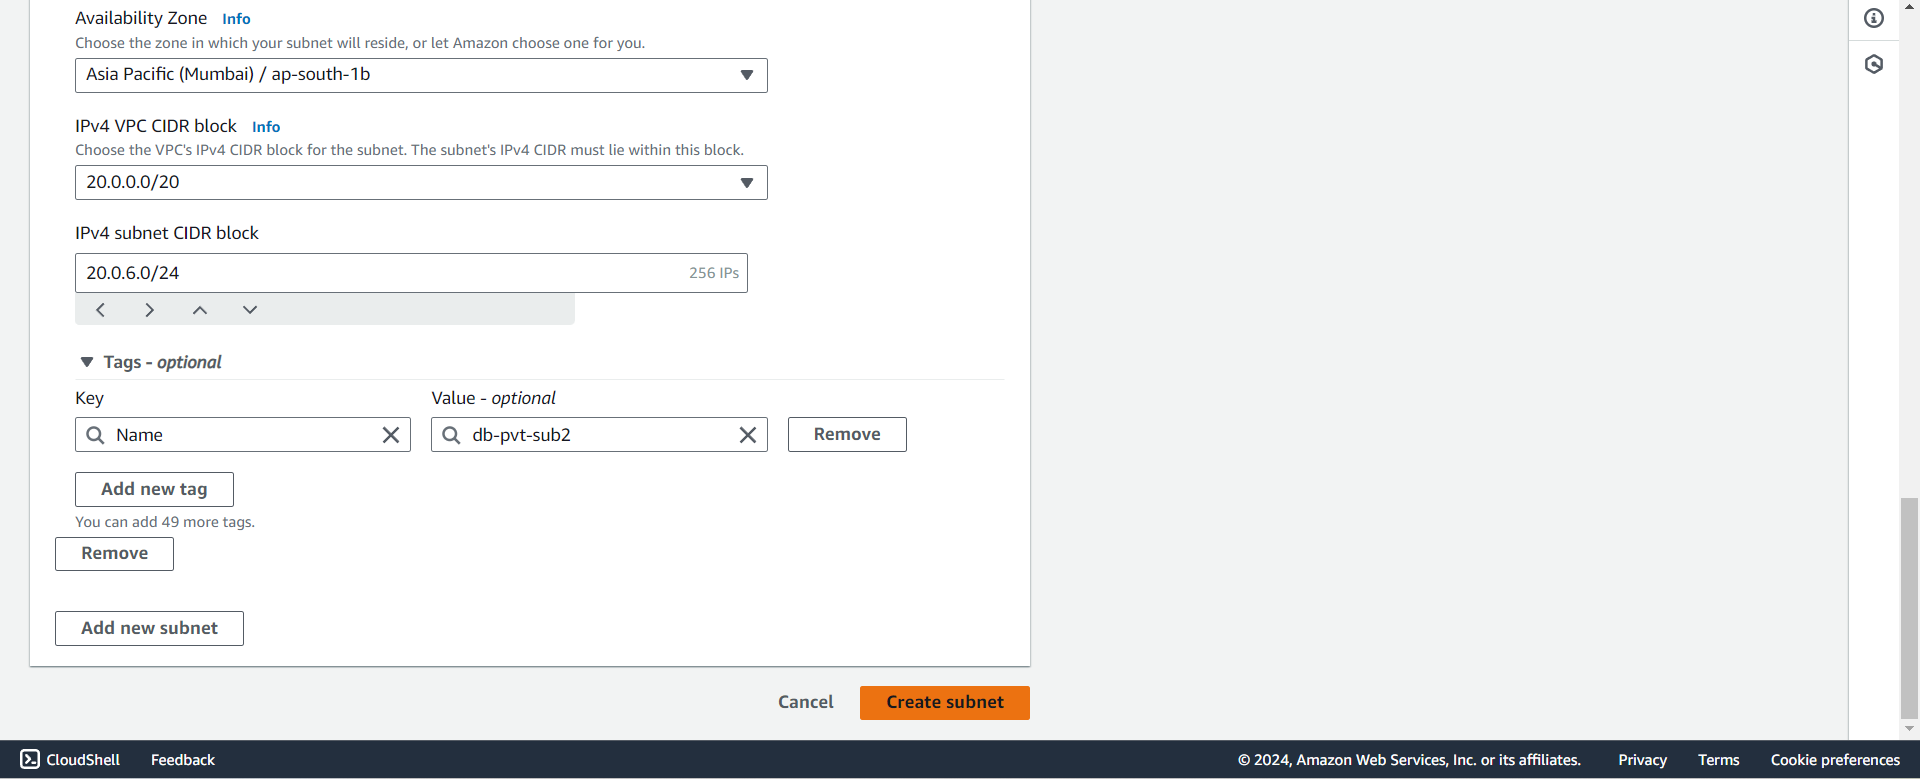 Availability Zone Info
Choose the zone in which your subnet will reside, or let Amazon choose one for you.
Asia Pacific (Mumbai) / ap-south-1b
IPv4 VPC CIDR block Info
Choose the VPC's IPv4 CIDR block for the subnet. The subnet's IPv4 CIDR must lie within this block.
20.0.0.0/20
IPv4 subnet CIDR block
20.0.6.0/24 256 IPs
Tags - optional
Key Value - optional
Name db-pvt-sub2 Remove
Add new tag
You can add 49 more tags.
Remove
Add new subnet
Cancel Create subnet
CloudShell Feedback © 2024, Amazon Web Services, Inc. or its affiliates. Privacy Terms Cookie preferences